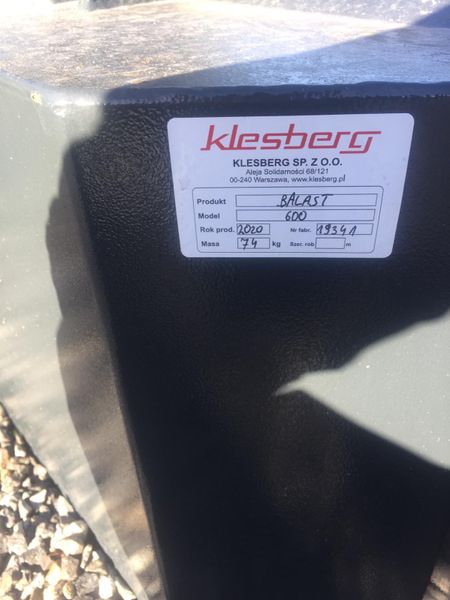 klesberg
KLESBERG SP. Z O.O.
Aleja Solidarności 68/121
00-240 Warszawa, www.klesberg.pl
Produkt BALAST
Model 600
Rok prod. 2020 Nr fabr. 19341
Masa 74 kg Szer. rob m